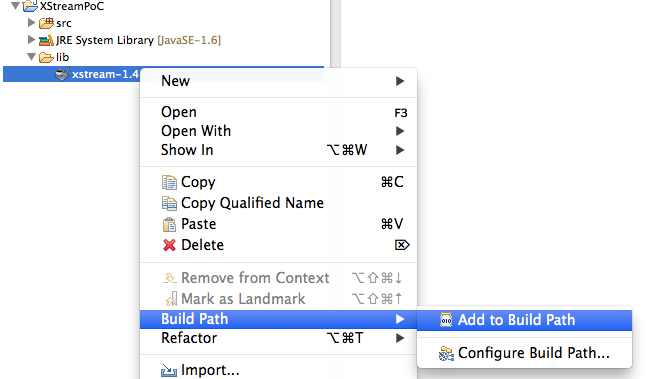 XStreamPoC
src
JRE System Library [JavaSE-1.6]
lib
xstream-1.4
New
Open F3
Open With
Show In ⌥⌘W
Copy ⌘C
Copy Qualified Name
Paste ⌘V
Delete ⌦
Remove from Context ⌥⇧⌘↓
Mark as Landmark ⌥⇧⌘↑
Build Path
Add to Build Path
Refactor ⌥⌘T
Configure Build Path...
Import...